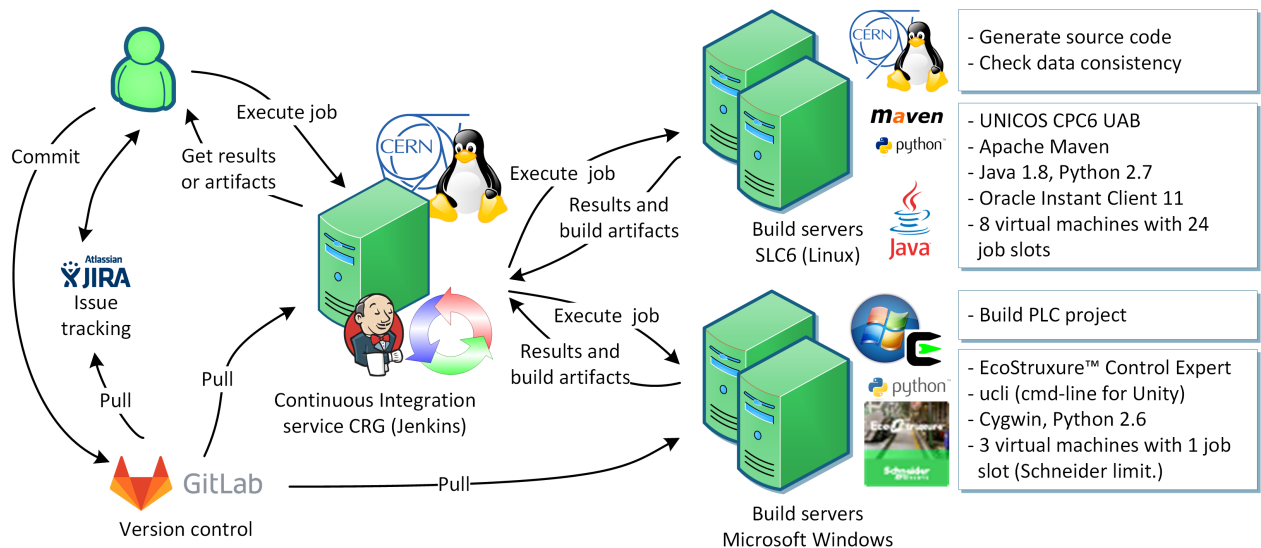 Execute job
Commit
Get results
or artifacts
Atlassian
JIRA
Issue
tracking
Pull
Pull
GitLab
Version control
CERN
Continuous Integration
service CRG (Jenkins)
Execute job
Results and
build artifacts
Execute job
Results and
build artifacts
Pull
Build servers
SLC6 (Linux)
CERN
maven
python
Java
- Generate source code
- Check data consistency
- UNICOS CPC6 UAB
- Apache Maven
- Java 1.8, Python 2.7
- Oracle Instant Client 11
- 8 virtual machines with 24
job slots
Build servers
Microsoft Windows
python
EcoStruxure
Schneider
- Build PLC project
- EcoStruxure™ Control Expert
- ucli (cmd-line for Unity)
- Cygwin, Python 2.6
- 3 virtual machines with 1 job
slot (Schneider limit.)